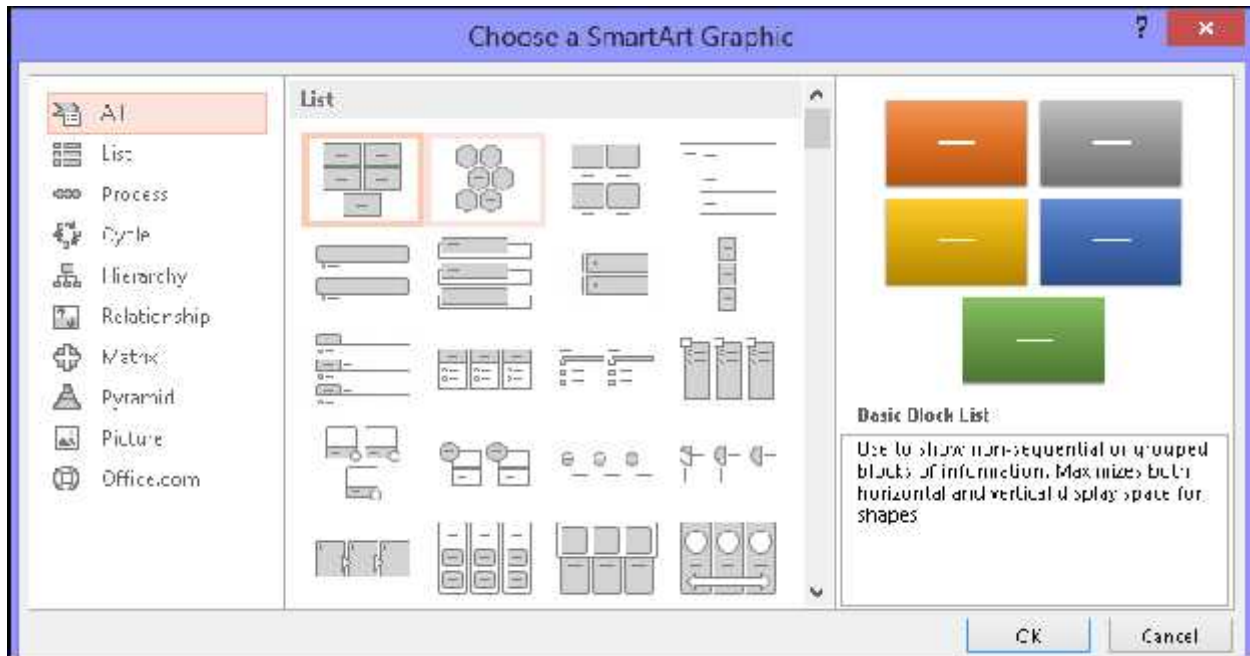 Choose a SmartArt Graphic
?
All
List
Process
Cycle
Hierarchy
Relationship
Matrix
Pyramid
Picture
Office.com
List
Basic Block List
Use to show non-sequential or grouped
blocks of information. Maximizes both
horizontal and vertical display space for
shapes
OK
Cancel